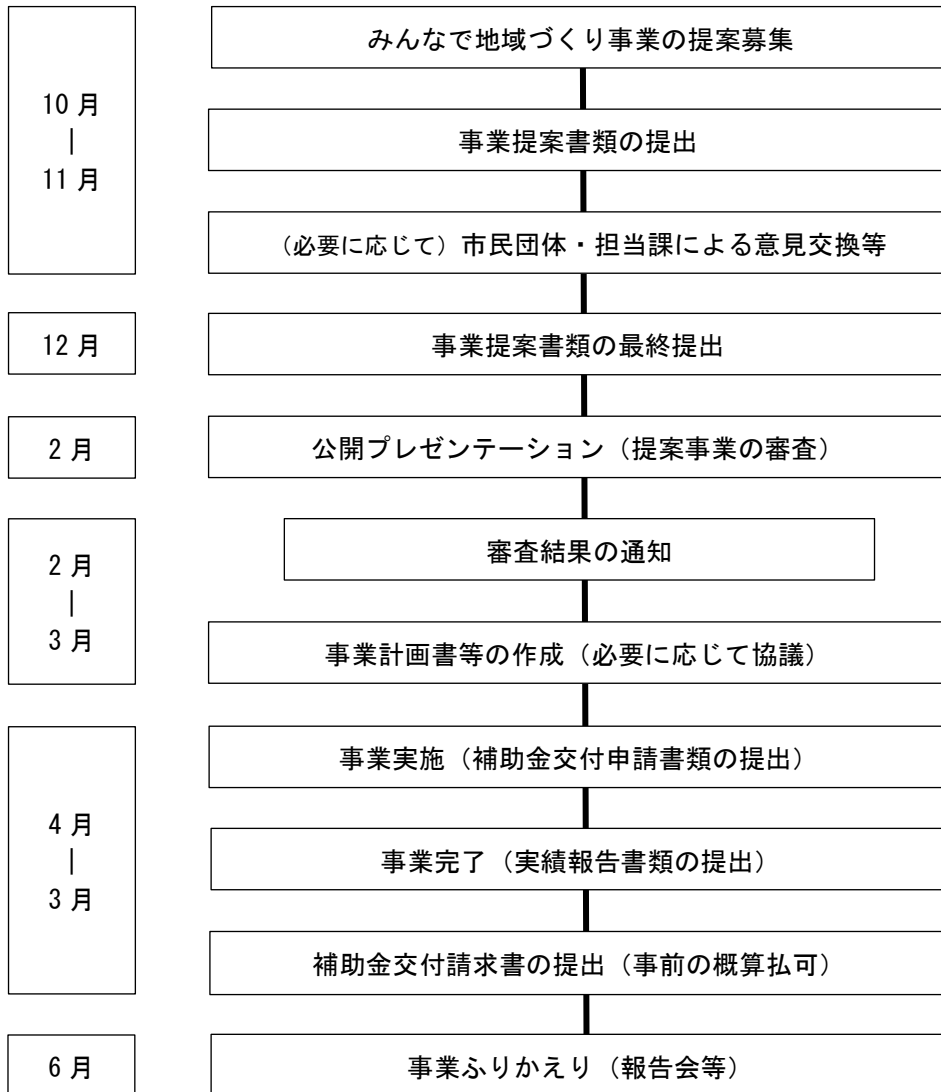 みんなで地域づくり事業の提案募集
10月
|
11月
事業提案書類の提出
（必要に応じて）市民団体・担当課による意見交換等
12月
事業提案書類の最終提出
2月
公開プレゼンテーション（提案事業の審査）
2月
|
3月
審査結果の通知
事業計画書等の作成（必要に応じて協議）
4月
|
3月
事業実施（補助金交付申請書類の提出）
事業完了（実績報告書類の提出）
補助金交付請求書の提出（事前の概算払可）
6月
事業ふりかえり（報告会等）